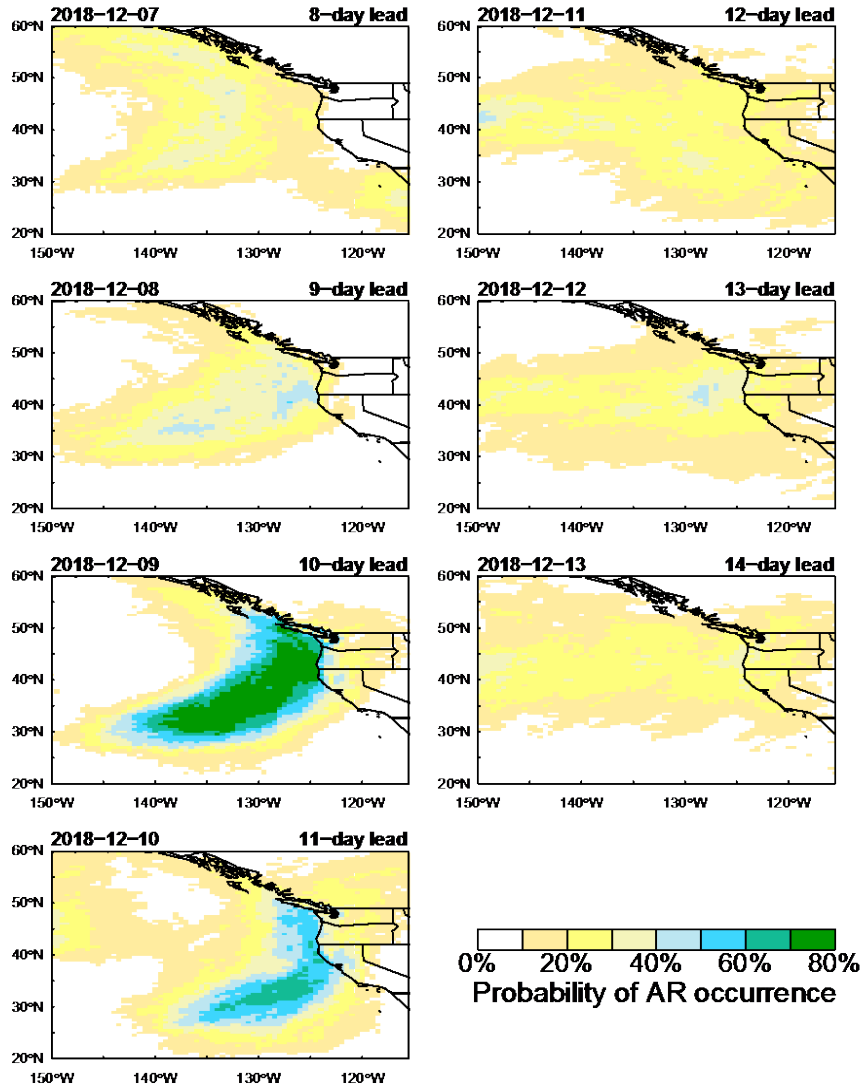 2018-12-07 8-day lead
60°N
50°N
40°N
30°N
20°N
150°W 140°W 130°W 120°W
2018-12-08 9-day lead
60°N
50°N
40°N
30°N
20°N
150°W 140°W 130°W 120°W
2018-12-09 10-day lead
60°N
50°N
40°N
30°N
20°N
150°W 140°W 130°W 120°W
2018-12-10 11-day lead
60°N
50°N
40°N
30°N
20°N
150°W 140°W 130°W 120°W
2018-12-11 12-day lead
60°N
50°N
40°N
30°N
20°N
150°W 140°W 130°W 120°W
2018-12-12 13-day lead
60°N
50°N
40°N
30°N
20°N
150°W 140°W 130°W 120°W
2018-12-13 14-day lead
60°N
50°N
40°N
30°N
20°N
150°W 140°W 130°W 120°W
0% 20% 40% 60% 80%
Probability of AR occurrence